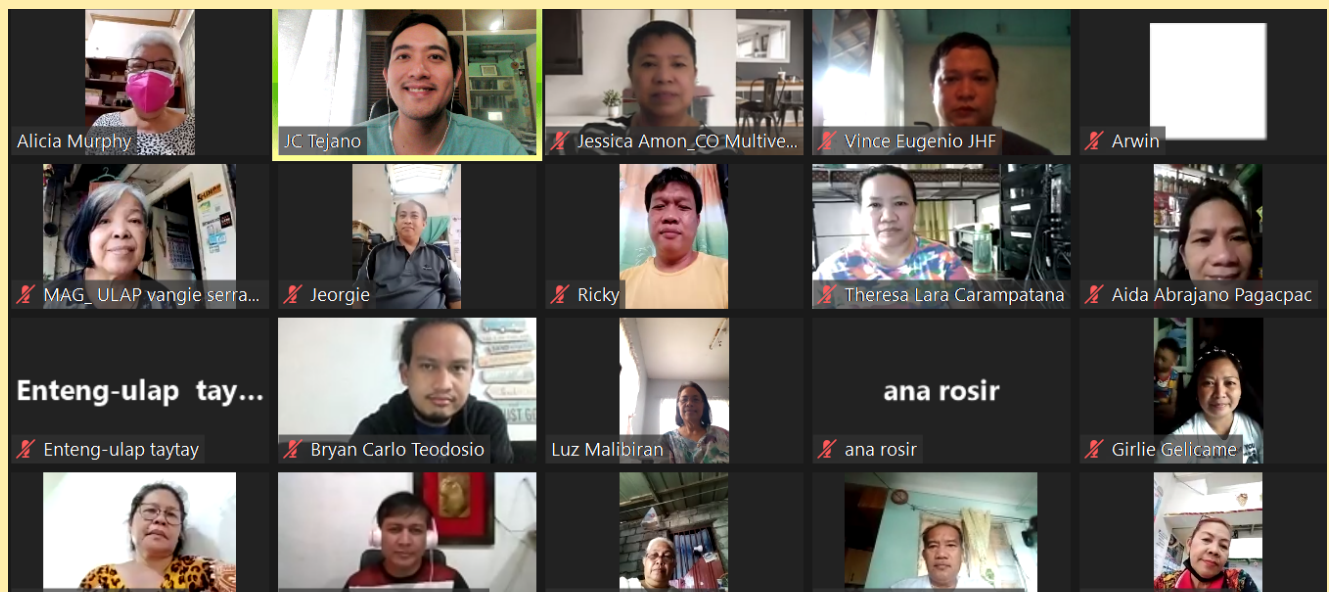 Alicia Murphy
JC Tejano
Jessica Amon_CO Multive...
Vince Eugenio JHF
Arwin
MAG_ ULAP vangie serra...
Jeorgie
Ricky
Theresa Lara Carampatana
Aida Abrajano Pagacpac
Enteng-ulap tay...
Enteng-ulap taytay
Bryan Carlo Teodosio
Luz Malibiran
ana rosir
ana rosir
Girlie Gelicame